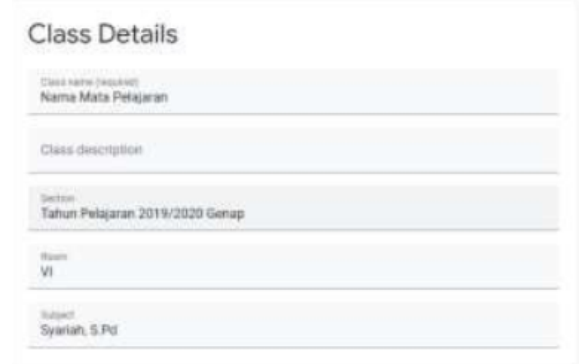 Class Details
Class name (required)
Nama Mata Pelajaran
Class description
Section
Tahun Pelajaran 2019/2020 Genap
Room
VI
Subject
Syariah, S.Pd